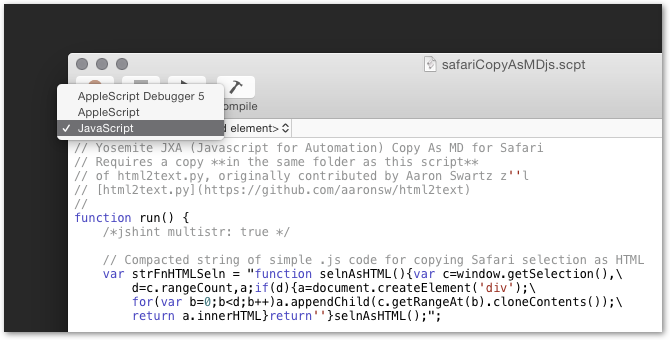 safariCopyAsMDjs.scpt
AppleScript Debugger 5
AppleScript
ompile
✓ JavaScript
d element>
// Yosemite JXA (Javascript for Automation) Copy As MD for Safari
// Requires a copy **in the same folder as this script**
// of html2text.py, originally contributed by Aaron Swartz z''l
// [html2text.py](https://github.com/aaronsw/html2text)
//
function run() {
/*jshint multistr: true */
// Compacted string of simple .js code for copying Safari selection as HTML
var strFnHTMLSeln = "function selnAsHTML(){var c=window.getSelection(),\
d=c.rangeCount,a;if(d){a=document.createElement('div');\
for(var b=0;b<d;b++)a.appendChild(c.getRangeAt(b).cloneContents());\
return a.innerHTML}return''}selnAsHTML();";